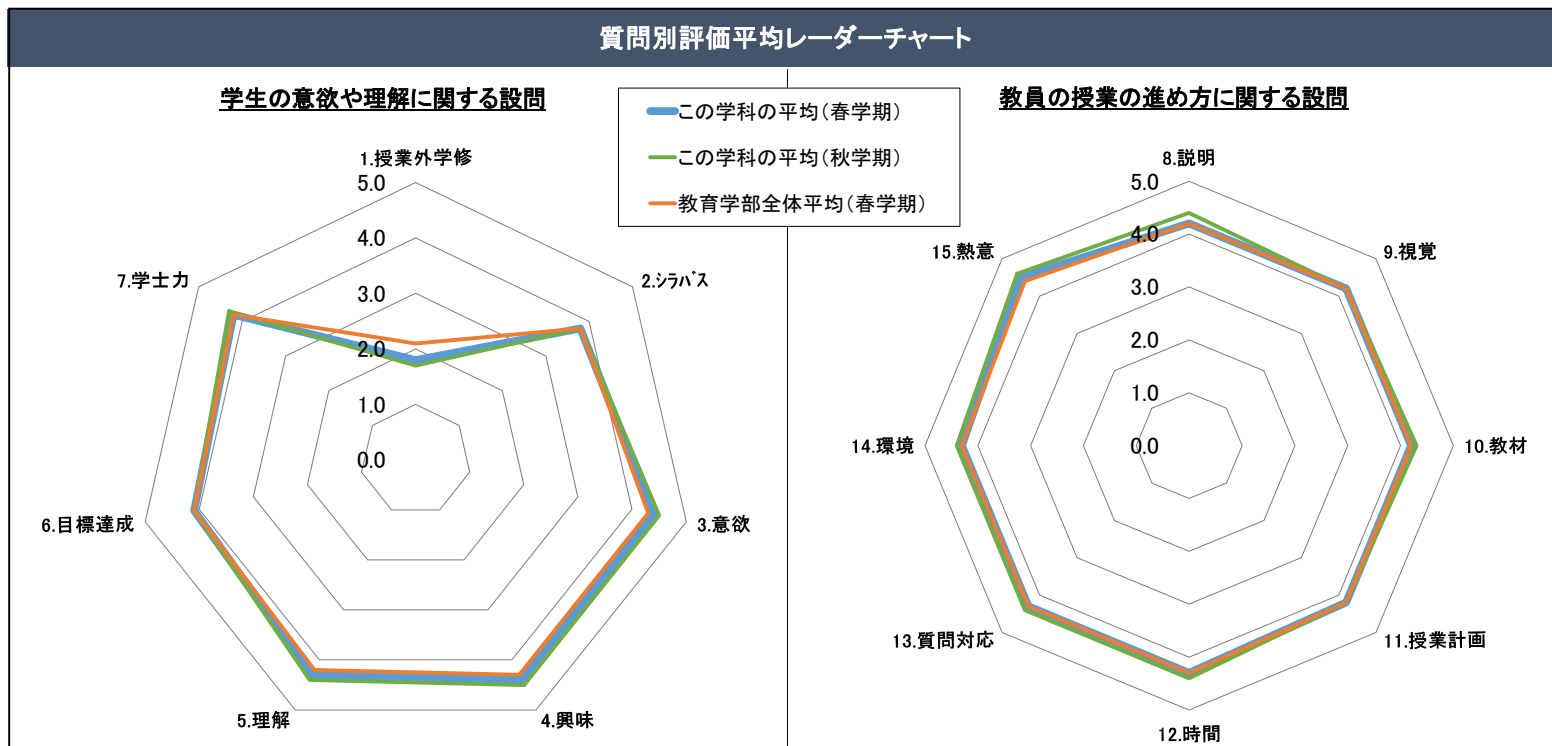 質問別評価平均レーダーチャート
学生の意欲や理解に関する設問
この学科の平均(春学期)
この学科の平均(秋学期)
教育学部全体平均(春学期)
教員の授業の進め方に関する設問
1.授業外学修
2.シラバス
3.意欲
4.興味
5.理解
6.目標達成
7.学士力
5.0
4.0
3.0
2.0
1.0
0.0
8.説明
9.視覚
10.教材
11.授業計画
12.時間
13.質問対応
14.環境
15.熱意
5.0
4.0
3.0
2.0
1.0
0.0